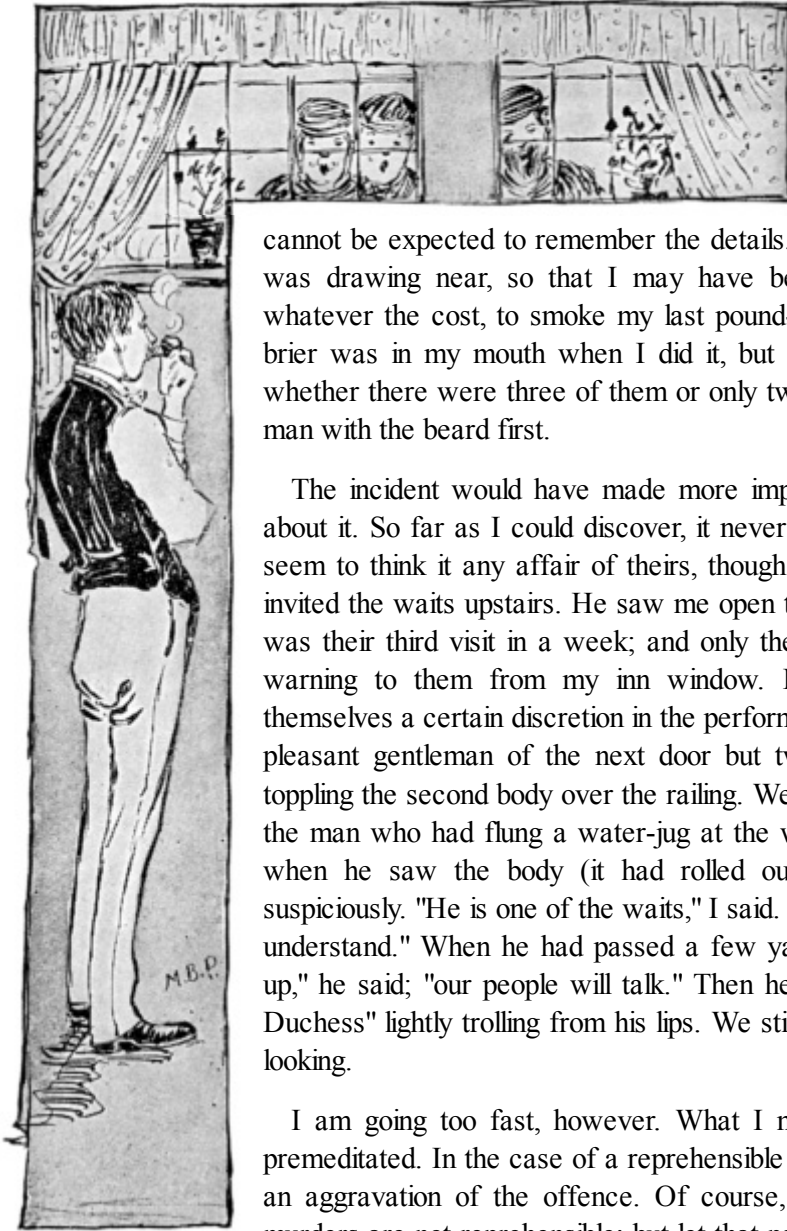 cannot be expected to remember the details.
was drawing near, so that I may have be
whatever the cost, to smoke my last pound-
brier was in my mouth when I did it, but
whether there were three of them or only tw
man with the beard first.
The incident would have made more imp
about it. So far as I could discover, it never
seem to think it any affair of theirs, though
invited the waits upstairs. He saw me open t
was their third visit in a week; and only the
warning to them from my inn window.
themselves a certain discretion in the perform
pleasant gentleman of the next door but tw
toppling the second body over the railing. We
the man who had flung a water-jug at the w
when he saw the body (it had rolled ou
suspiciously. "He is one of the waits," I said.
understand." When he had passed a few ya
up," he said; "our people will talk." Then he
Duchess" lightly trolling from his lips. We sti
looking.
I am going too fast, however. What I m
premeditated. In the case of a reprehensible
an aggravation of the offence. Of course,
murders are not reprehensible; but let that pa
M.B.P.